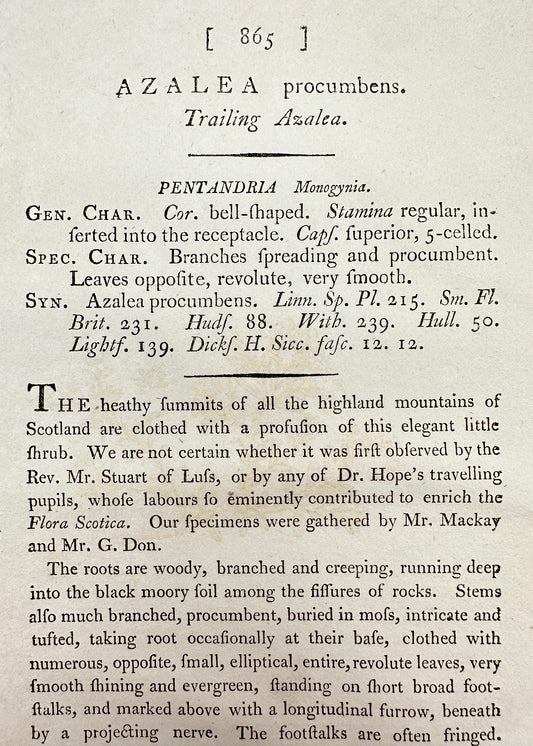 [ 865 ]
AZALEA procumbens.
Trailing Azalea.
PENTANDRIA Monogynia.
GEN. CHAR. Cor. bell-ſhaped. Stamina regular, in-
ſerted into the receptacle. Capſ. ſuperior, 5-celled.
SPEC. CHAR. Branches ſpreading and procumbent.
Leaves oppoſite, revolute, very ſmooth.
SYN. Azalea procumbens. Linn. Sp. Pl. 215. Sm. Fl.
Brit. 231. Hudſ. 88. With. 239. Hull. 50.
Lightf. 139. Dickſ. H. Sicc. faſc. 12. 12.
THE heathy ſummits of all the highland mountains of
Scotland are clothed with a profuſion of this elegant little
ſhrub. We are not certain whether it was firſt obſerved by the
Rev. Mr. Stuart of Luſs, or by any of Dr. Hope's travelling
pupils, whoſe labours ſo eminently contributed to enrich the
Flora Scotica. Our ſpecimens were gathered by Mr. Mackay
and Mr. G. Don.
The roots are woody, branched and creeping, running deep
into the black moory ſoil among the fiſſures of rocks. Stems
alſo much branched, procumbent, buried in moſs, intricate and
tufted, taking root occaſionally at their baſe, clothed with
numerous, oppoſite, ſmall, elliptical, entire, revolute leaves, very
ſmooth ſhining and evergreen, ſtanding on ſhort broad foot-
ſtalks, and marked above with a longitudinal furrow, beneath
by a projecting nerve. The footſtalks are often fringed.